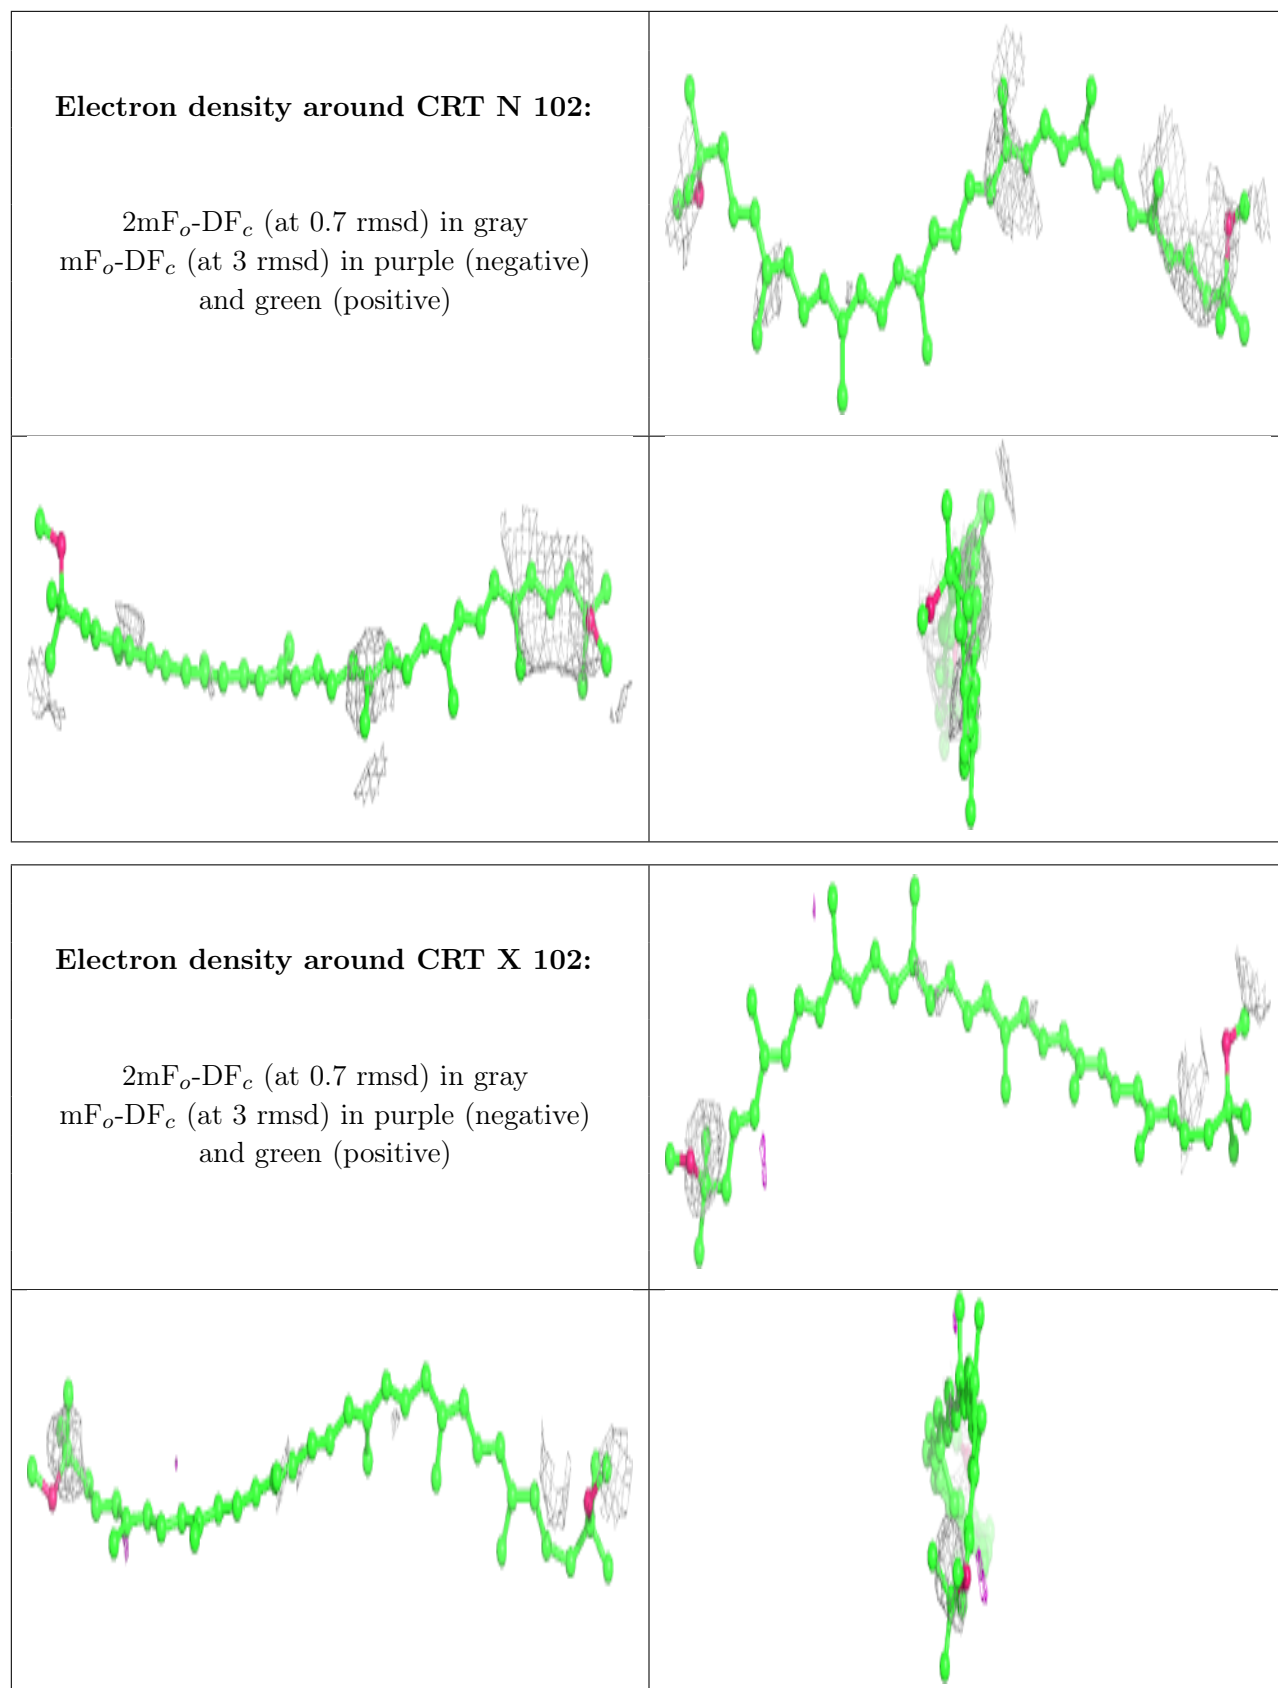 Electron density around CRT N 102:
2mFo-DFc (at 0.7 rmsd) in gray
mFo-DFc (at 3 rmsd) in purple (negative)
and green (positive)
Electron density around CRT X 102:
2mFo-DFc (at 0.7 rmsd) in gray
mFo-DFc (at 3 rmsd) in purple (negative)
and green (positive)